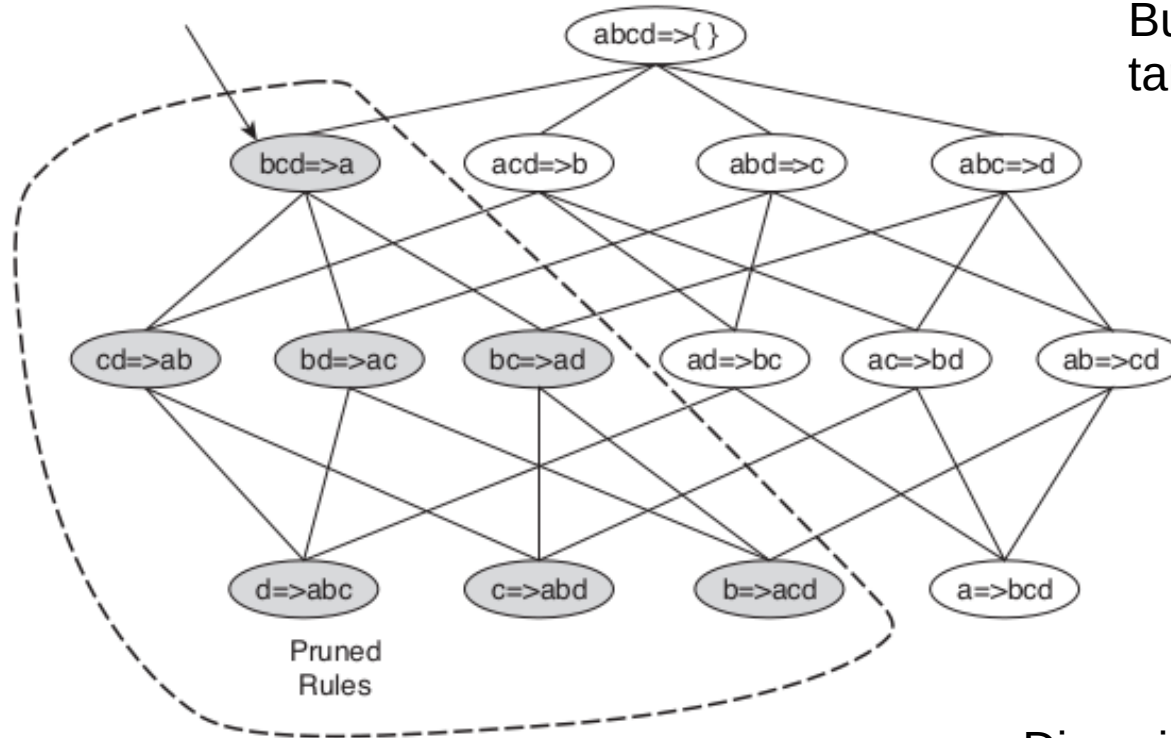 abcd=>{ }
bcd=>a
acd=>b
abd=>c
abc=>d
cd=>ab
bd=>ac
bc=>ad
ad=>bc
ac=>bd
ab=>cd
d=>abc
c=>abd
b=>acd
a=>bcd
Pruned
Rules